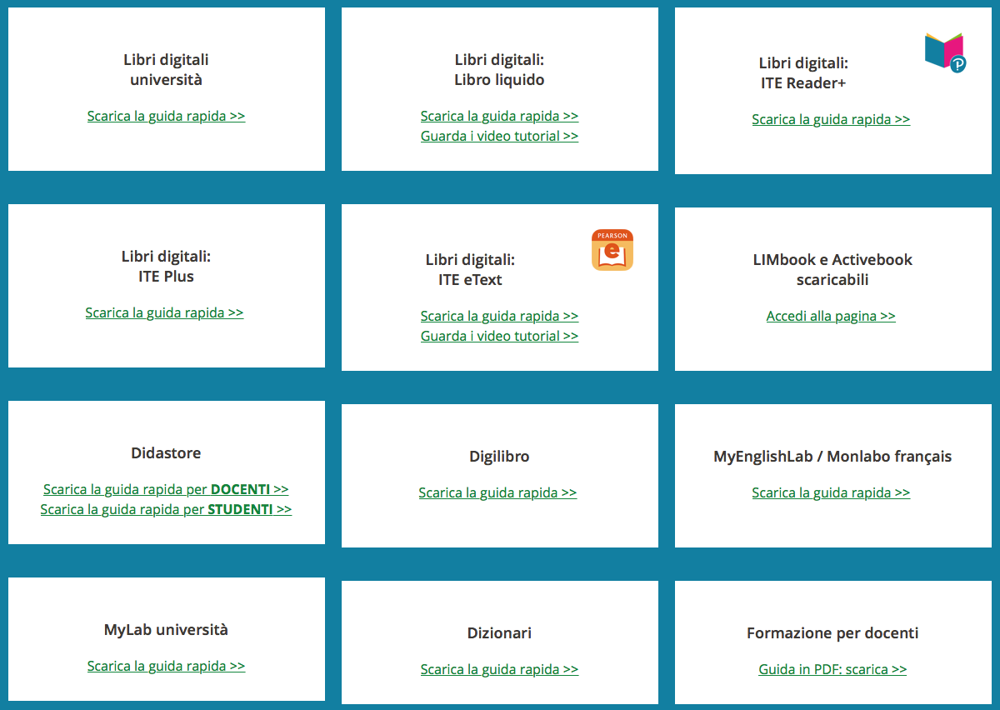 Libri digitali
università
Scarica la guida rapida >>
Libri digitali:
Libro liquido
Scarica la guida rapida >>
Guarda i video tutorial >>
Libri digitali:
ITE Reader+
Scarica la guida rapida >>
P
Libri digitali:
ITE Plus
Scarica la guida rapida >>
PEARSON
e
Libri digitali:
ITE eText
Scarica la guida rapida >>
Guarda i video tutorial >>
LIMbook e Activebook
scaricabili
Accedi alla pagina >>
Didastore
Scarica la guida rapida per DOCENTI >>
Scarica la guida rapida per STUDENTI >>
Digilibro
Scarica la guida rapida >>
MyEnglishLab / Monlabo français
Scarica la guida rapida >>
MyLab università
Scarica la guida rapida >>
Dizionari
Scarica la guida rapida >>
Formazione per docenti
Guida in PDF: scarica >>